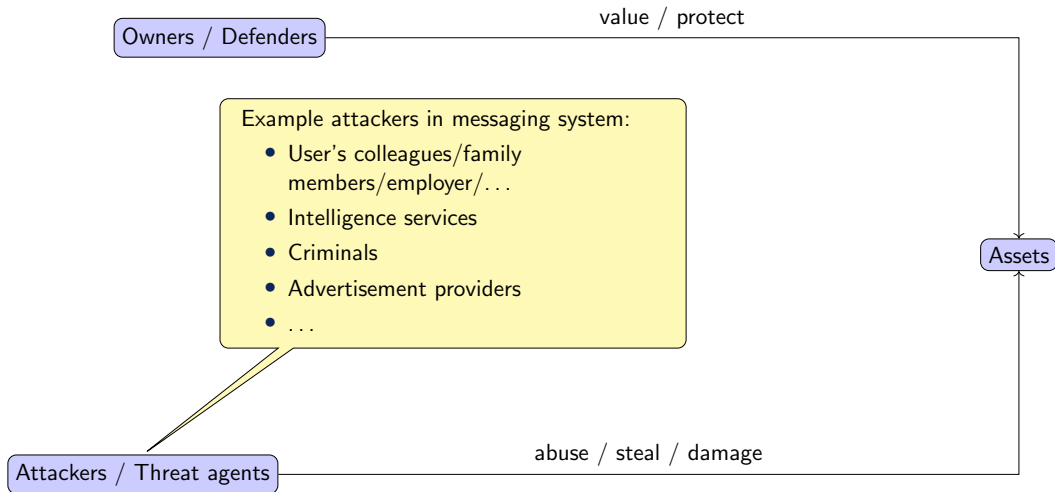 value / protect
Owners / Defenders
Example attackers in messaging system:
• User's colleagues/family
members/employer/...
• Intelligence services
• Criminals
• Advertisement providers
• ...
Assets
abuse / steal / damage
Attackers / Threat agents